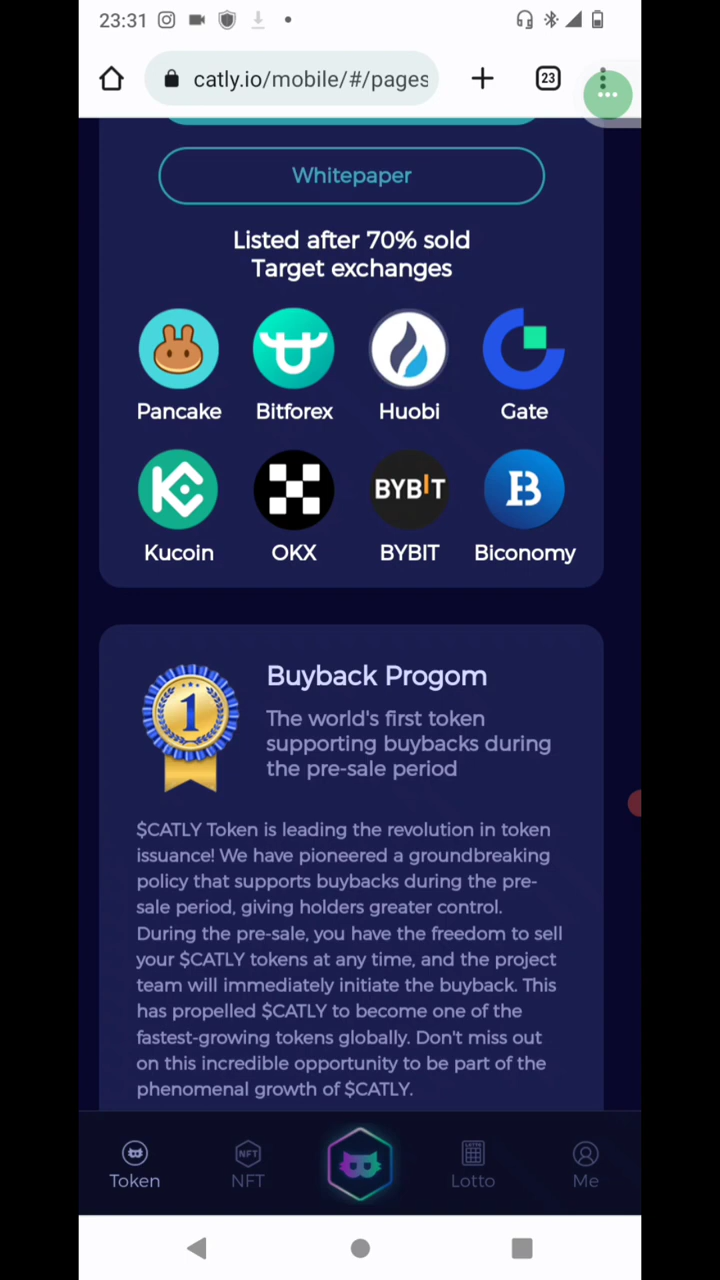 23:31
catly.io/mobile/#/pages
23
Whitepaper
Listed after 70% sold
Target exchanges
Pancake
Bitforex
Huobi
Gate
BYBIT
Kucoin
OKX
BYBIT
Biconomy
1
Buyback Progom
The world's first token
supporting buybacks during
the pre-sale period
$CATLY Token is leading the revolution in token
issuance! We have pioneered a groundbreaking
policy that supports buybacks during the pre-
sale period, giving holders greater control.
During the pre-sale, you have the freedom to sell
your $CATLY tokens at any time, and the project
team will immediately initiate the buyback. This
has propelled $CATLY to become one of the
fastest-growing tokens globally. Don't miss out
on this incredible opportunity to be part of the
phenomenal growth of $CATLY.
NFT
Token
NFT
Lotto
Me